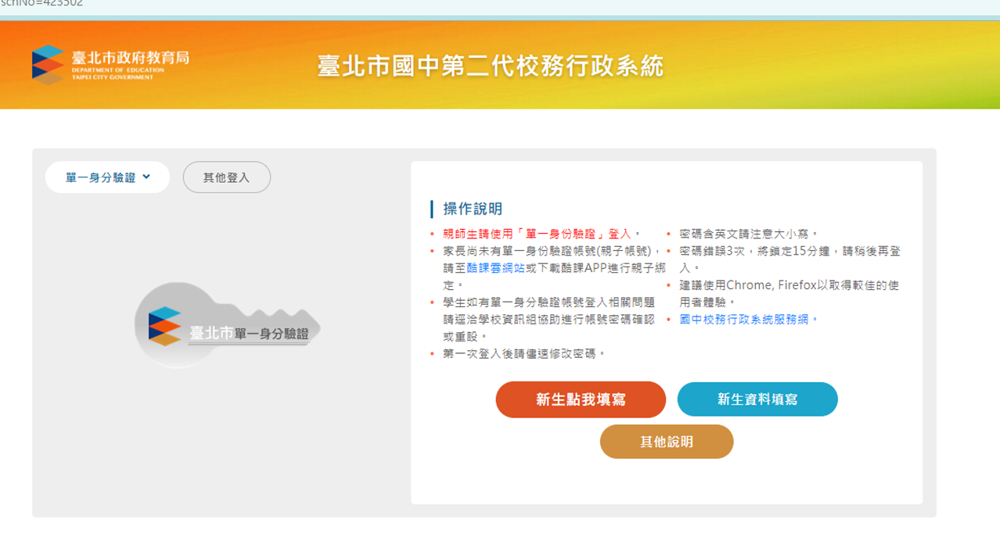 schNo=423502
臺北市政府教育局
DEPARTMENT OF EDUCATION
TAIPEI CITY GOVERNMENT
臺北市國中第二代校務行政系統
單一身分驗證
其他登入
臺北市單一身分驗證
操作說明
親師生請使用「單一身份驗證」登入。
家長尚未有單一身份驗證帳號(親子帳號)，
請至酷課雲網站或下載酷課APP進行親子綁
定。
學生如有單一身分驗證帳號登入相關問題
請逕洽學校資訊組協助進行帳號密碼確認
或重設。
第一次登入後請儘速修改密碼。
密碼含英文請注意大小寫。
密碼錯誤3次，將鎖定15分鐘，請稍後再登
入。
建議使用Chrome, Firefox以取得較佳的使
用者體驗。
國中校務行政系統服務網。
新生點我填寫
新生資料填寫
其他說明